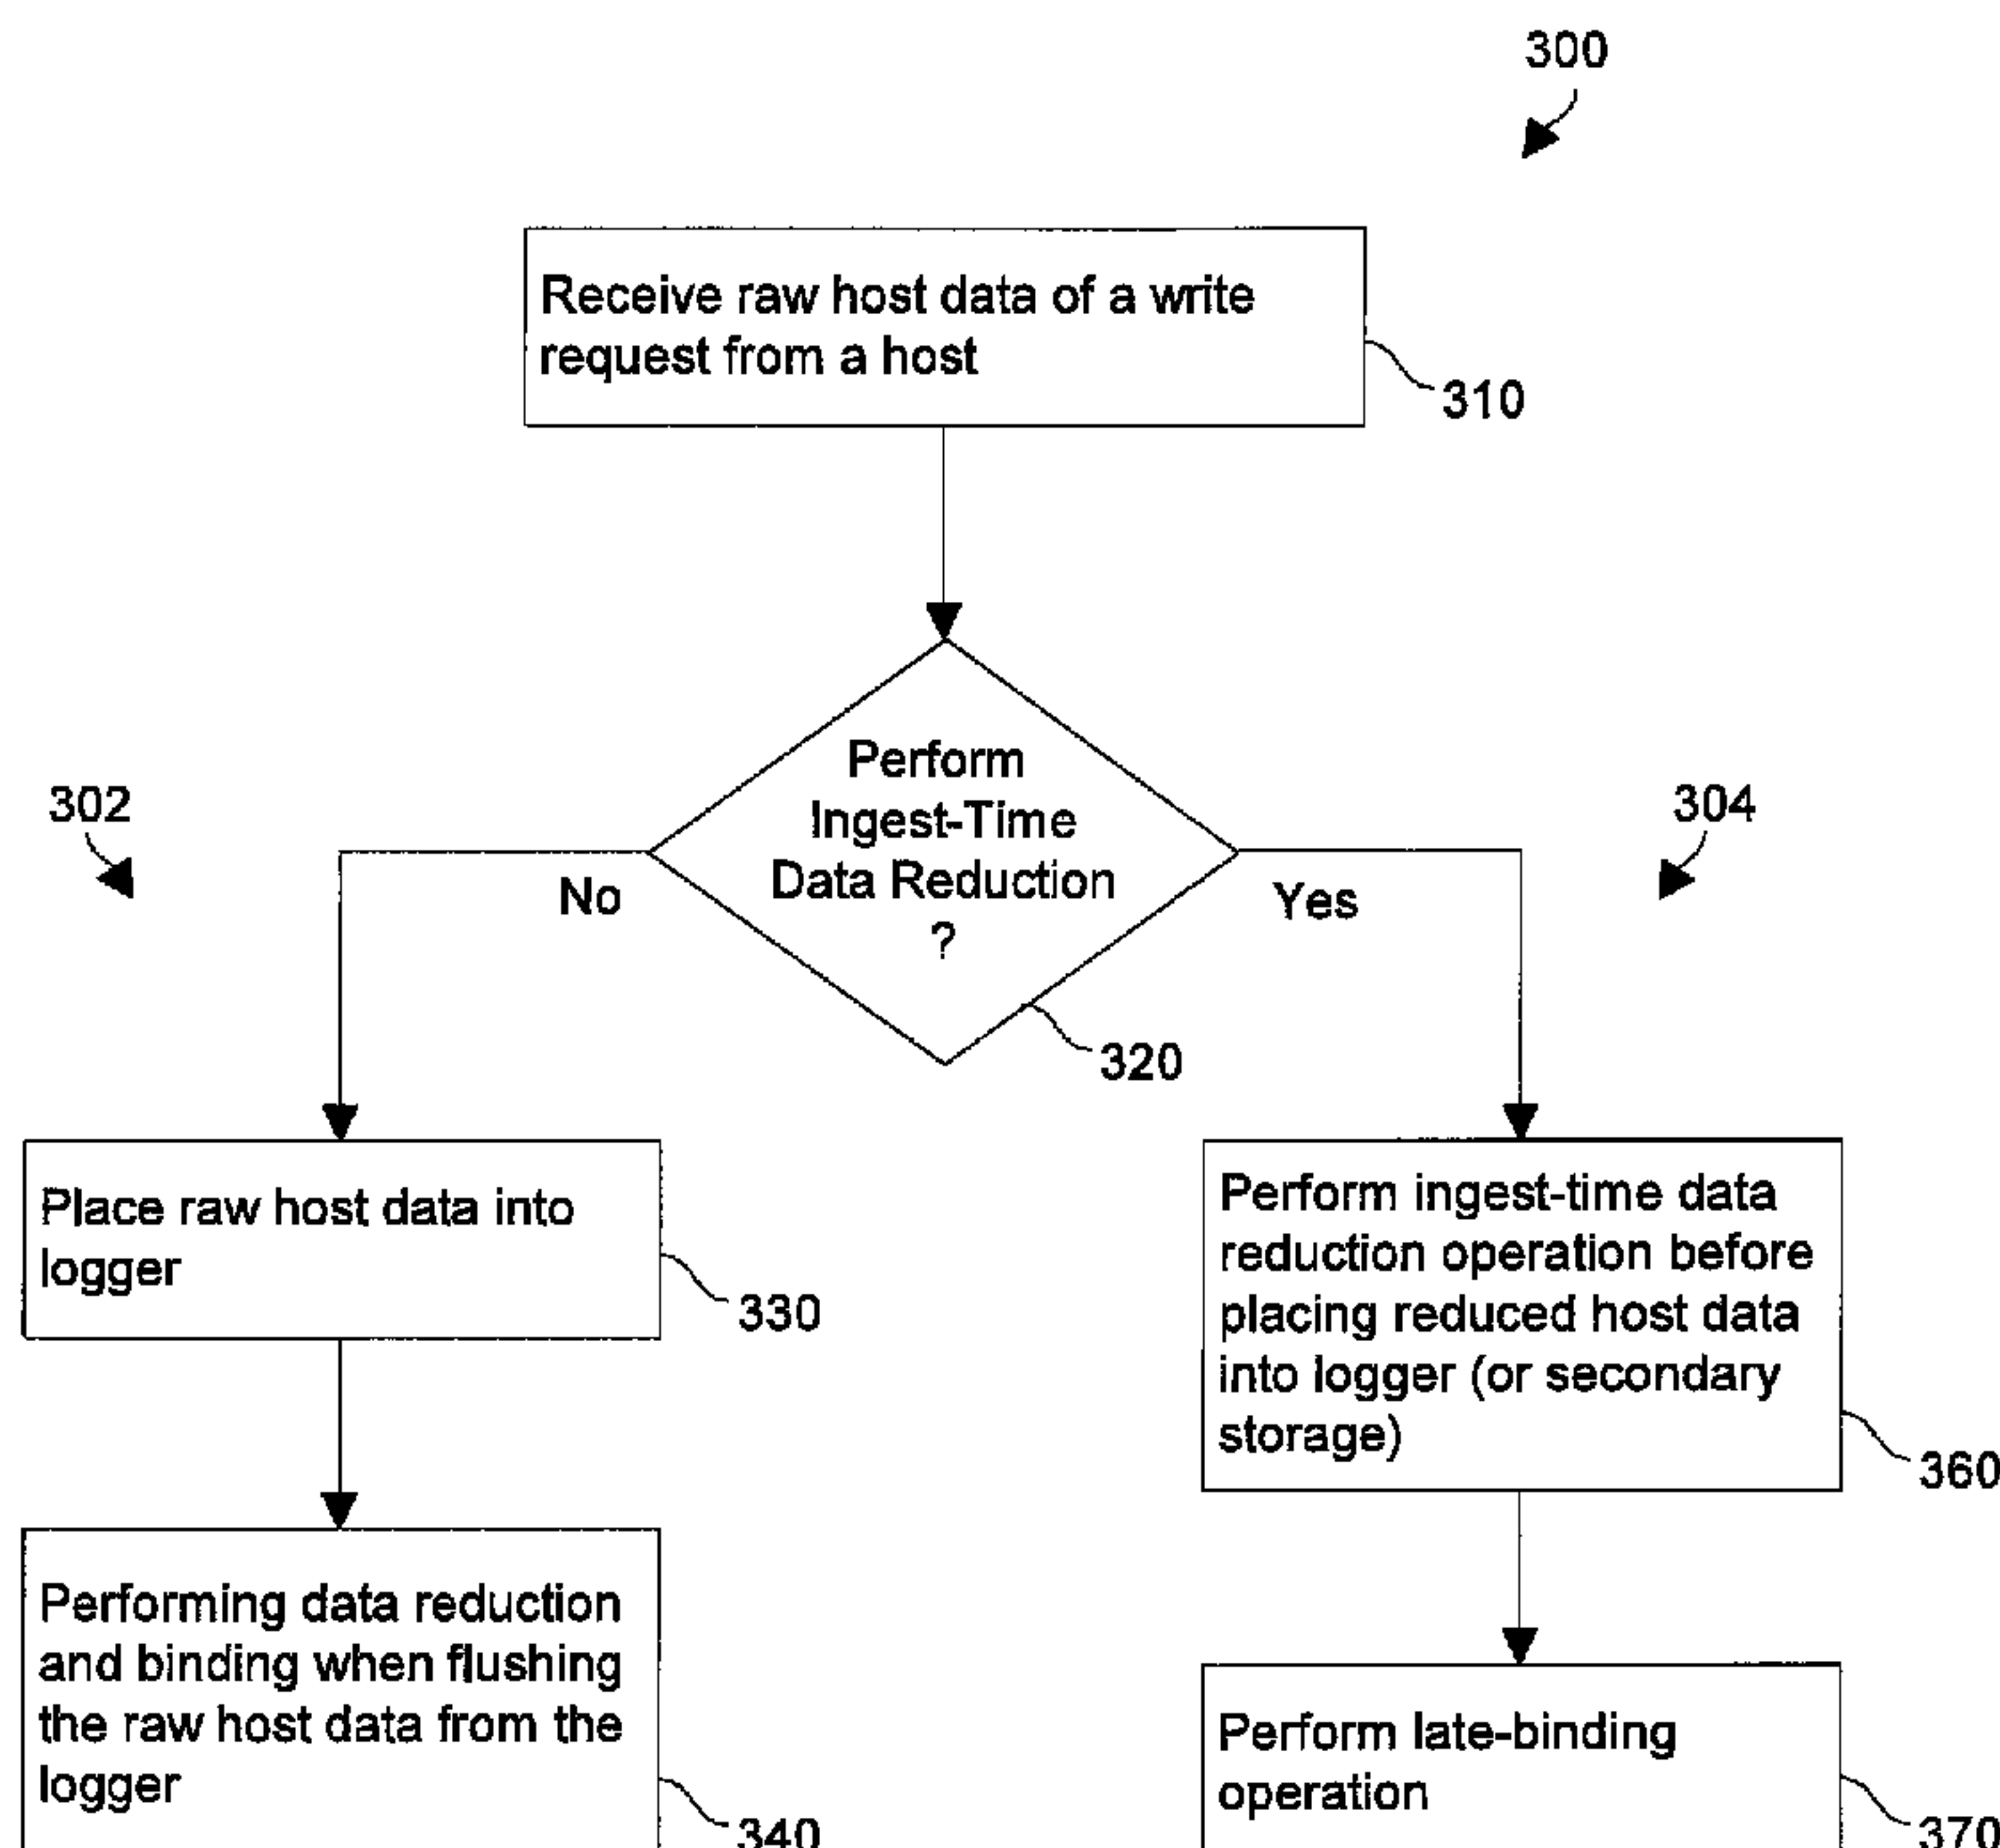 300
Receive raw host data of a write
request from a host
310
Perform
Ingest-Time
Data Reduction
?
302
304
No
Yes
320
Place raw host data into
logger
330
Perform ingest-time data
reduction operation before
placing reduced host data
into logger (or secondary
storage)
360
Performing data reduction
and binding when flushing
the raw host data from the
logger
340
Perform late-binding
operation
370